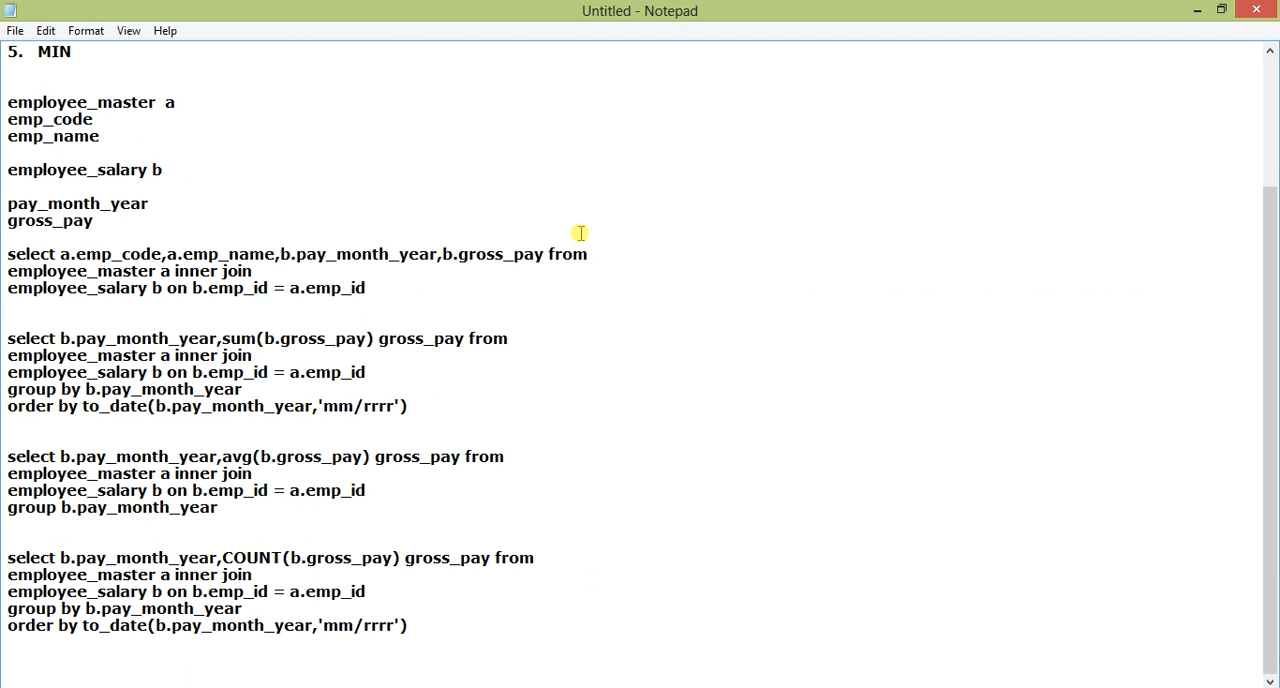 Untitled - Notepad
File Edit Format View Help
5. MIN
employee_master a
emp_code
emp_name
employee_salary b
pay_month_year
gross_pay
select a.emp_code,a.emp_name,b.pay_month_year,b.gross_pay from
employee_master a inner join
employee_salary b on b.emp_id = a.emp_id
select b.pay_month_year,sum(b.gross_pay) gross_pay from
employee_master a inner join
employee_salary b on b.emp_id = a.emp_id
group by b.pay_month_year
order by to_date(b.pay_month_year,'mm/rrrr')
select b.pay_month_year,avg(b.gross_pay) gross_pay from
employee_master a inner join
employee_salary b on b.emp_id = a.emp_id
group b.pay_month_year
select b.pay_month_year,COUNT(b.gross_pay) gross_pay from
employee_master a inner join
employee_salary b on b.emp_id = a.emp_id
group by b.pay_month_year
order by to_date(b.pay_month_year,'mm/rrrr')